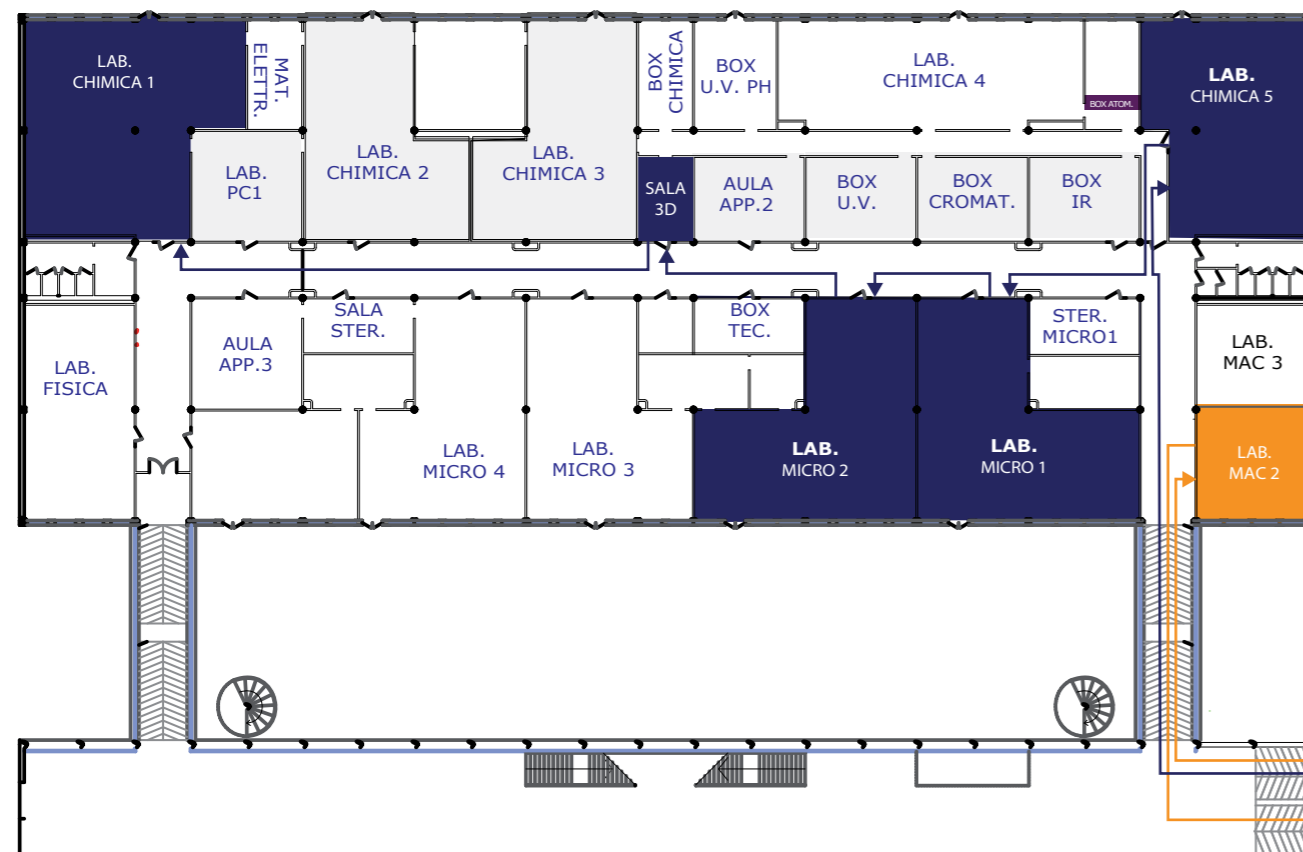 LAB.
CHIMICA 1
MAT.
ELETTR.
BOX
CHIMICA
BOX
U.V. PH
LAB.
CHIMICA 4
BOX ATOM.
LAB.
CHIMICA 5
LAB.
PC1
LAB.
CHIMICA 2
LAB.
CHIMICA 3
SALA
3D
AULA
APP.2
BOX
U.V.
BOX
CROMAT.
BOX
IR
LAB.
FISICA
AULA
APP.3
SALA
STER.
BOX
TEC.
STER.
MICRO1
LAB.
MAC 3
LAB.
MICRO 4
LAB.
MICRO 3
LAB.
MICRO 2
LAB.
MICRO 1
LAB.
MAC 2